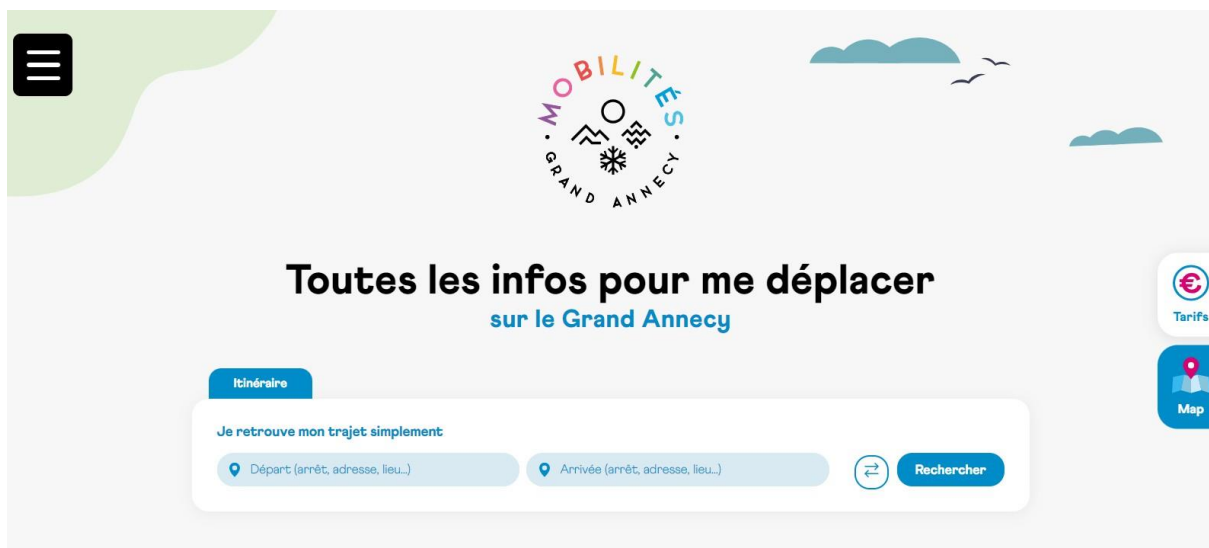 MOBILITÉS
· GRAND ANNECY ·
Toutes les infos pour me déplacer
sur le Grand Annecy
€
Tarifs
Map
Itinéraire
Je retrouve mon trajet simplement
Départ (arrêt, adresse, lieu...)
Arrivée (arrêt, adresse, lieu...)
Rechercher